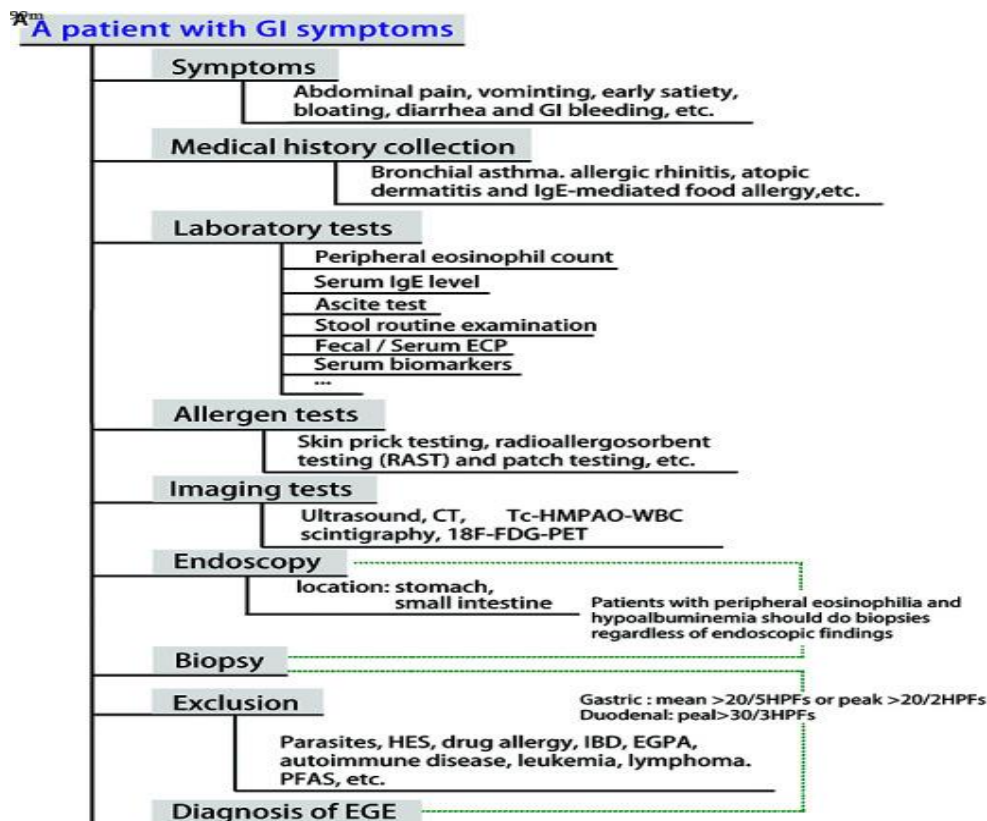 A
A patient with GI symptoms
Symptoms
Abdominal pain, vominting, early satiety,
bloating, diarrhea and GI bleeding, etc.
Medical history collection
Bronchial asthma. allergic rhinitis, atopic
dermatitis and IgE-mediated food allergy,etc.
Laboratory tests
Peripheral eosinophil count
Serum IgE level
Ascite test
Stool routine examination
Fecal / Serum ECP
Serum biomarkers
...
Allergen tests
Skin prick testing, radioallergosorbent
testing (RAST) and patch testing, etc.
Imaging tests
Ultrasound, CT, Tc-HMPAO-WBC
scintigraphy, 18F-FDG-PET
Endoscopy
location: stomach,
small intestine
Patients with peripheral eosinophilia and
hypoalbuminemia should do biopsies
regardless of endoscopic findings
Biopsy
Exclusion
Gastric : mean >20/5HPFs or peak >20/2HPFs
Duodenal: peal>30/3HPFs
Parasites, HES, drug allergy, IBD, EGPA,
autoimmune disease, leukemia, lymphoma.
PFAS, etc.
Diagnosis of EGE